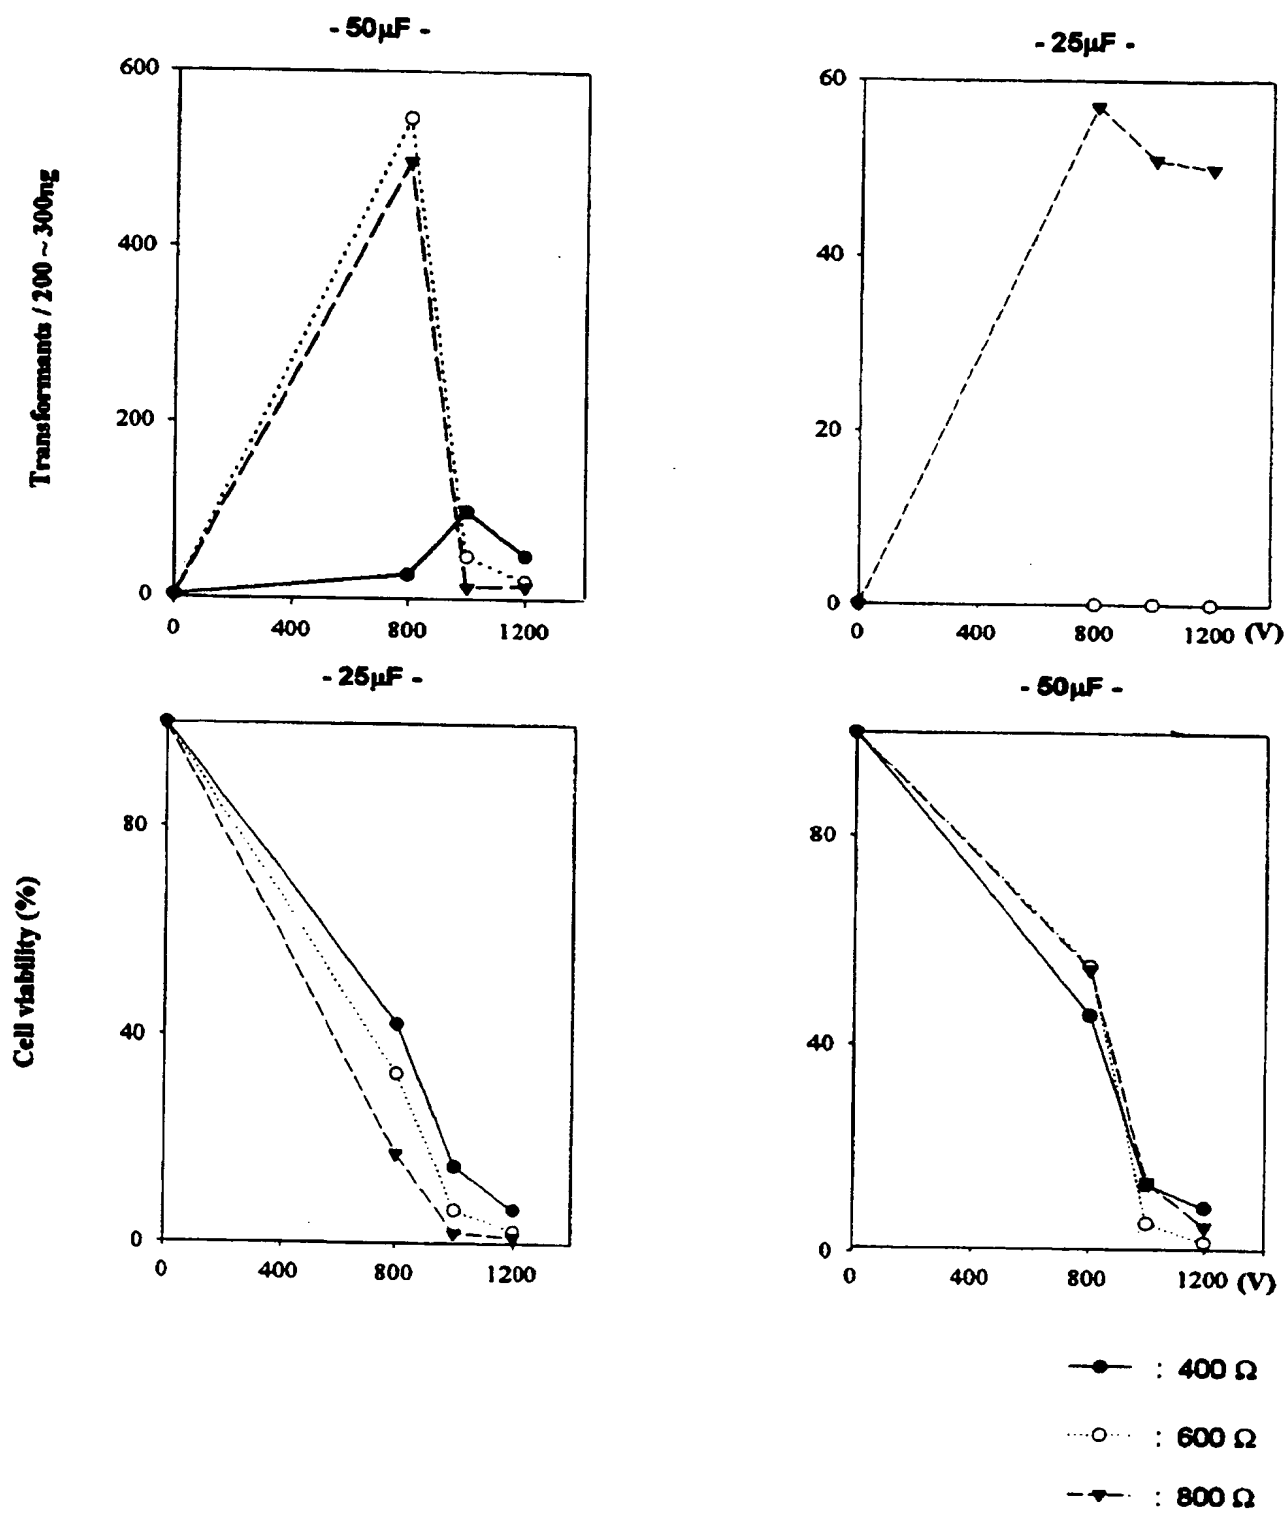 - 50µF -
- 25µF -
Transformants / 200 ~ 300ng
600
400
200
0
0 400 800 1200
60
40
20
0
0 400 800 1200 (V)
- 25µF -
- 50µF -
Cell viability (%)
80
40
0
0 400 800 1200
80
40
0
0 400 800 1200 (V)
: 400 Ω
: 600 Ω
: 800 Ω